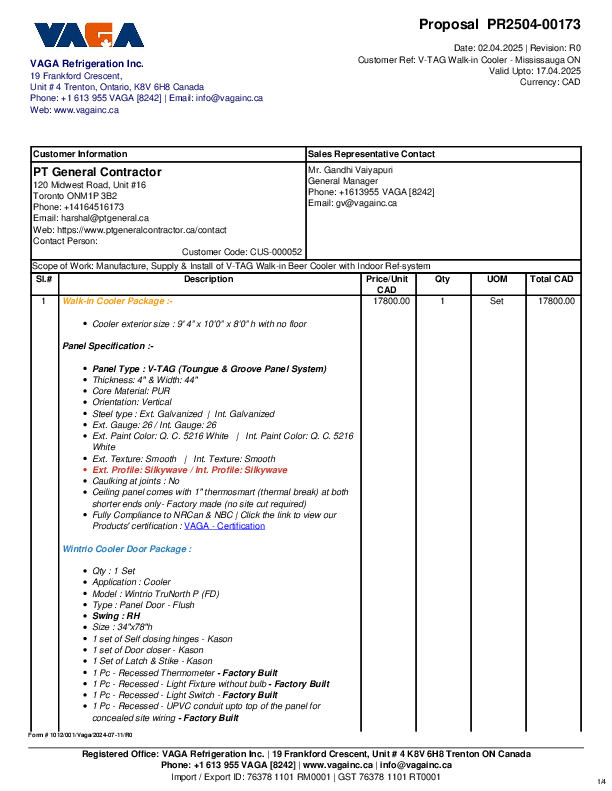 VAGA
Proposal PR2504-00173
Date: 02.04.2025 | Revision: R0
Customer Ref: V-TAG Walk-in Cooler - Mississauga ON
Valid Upto: 17.04.2025
Currency: CAD
VAGA Refrigeration Inc.
19 Frankford Crescent,
Unit # 4 Trenton, Ontario, K8V 6H8 Canada
Phone: +1 613 955 VAGA [8242] | Email: info@vagainc.ca
Web: www.vagainc.ca
Customer Information
Sales Representative Contact
PT General Contractor
120 Midwest Road, Unit #16
Toronto ONM1P 3B2
Phone: +14164516173
Email: harshal@ptgeneral.ca
Web: https://www.ptgeneralcontractor.ca/contact
Contact Person:
Customer Code: CUS-000052
Mr. Gandhi Vaiyapuri
General Manager
Phone: +1613955 VAGA [8242]
Email: gv@vagainc.ca
Scope of Work: Manufacture, Supply & Install of V-TAG Walk-in Beer Cooler with Indoor Ref-system
Sl.# Description Price/Unit CAD Qty UOM Total CAD
1 Walk-in Cooler Package :- 17800.00 1 Set 17800.00
• Cooler exterior size : 9' 4" x 10'0" x 8'0" h with no floor
Panel Specification :-
• Panel Type : V-TAG (Toungue & Groove Panel System)
• Thickness: 4" & Width: 44"
• Core Material: PUR
• Orientation: Vertical
• Steel type : Ext. Galvanized | Int. Galvanized
• Ext. Gauge: 26 / Int. Gauge: 26
• Ext. Paint Color: Q. C. 5216 White | Int. Paint Color: Q. C. 5216
White
• Ext. Texture: Smooth | Int. Texture: Smooth
• Ext. Profile: Silkywave / Int. Profile: Silkywave
• Caulking at joints : No
• Ceiling panel comes with 1" thermosmart (thermal break) at both
shorter ends only- Factory made (no site cut required)
• Fully Compliance to NRCan & NBC | Click the link to view our
Products' certification : VAGA - Certification
Wintrio Cooler Door Package :
• Qty : 1 Set
• Application : Cooler
• Model : Wintrio TruNorth P (FD)
• Type : Panel Door - Flush
• Swing : RH
• Size : 34"x78"h
• 1 set of Self closing hinges - Kason
• 1 set of Door closer - Kason
• 1 Set of Latch & Stike - Kason
• 1 Pc - Recessed Thermometer - Factory Built
• 1 Pc - Recessed - Light Fixture without bulb - Factory Built
• 1 Pc - Recessed - Light Switch - Factory Built
• 1 Pc - Recessed - UPVC conduit upto top of the panel for
concealed site wiring - Factory Built
Form # 1012/001/Vaga/2024-07-11/R0
Registered Office: VAGA Refrigeration Inc. | 19 Frankford Crescent, Unit # 4 K8V 6H8 Trenton ON Canada
Phone: +1 613 955 VAGA [8242] | www.vagainc.ca | info@vagainc.ca
Import / Export ID: 76378 1101 RM0001 | GST 76378 1101 RT0001
1/4